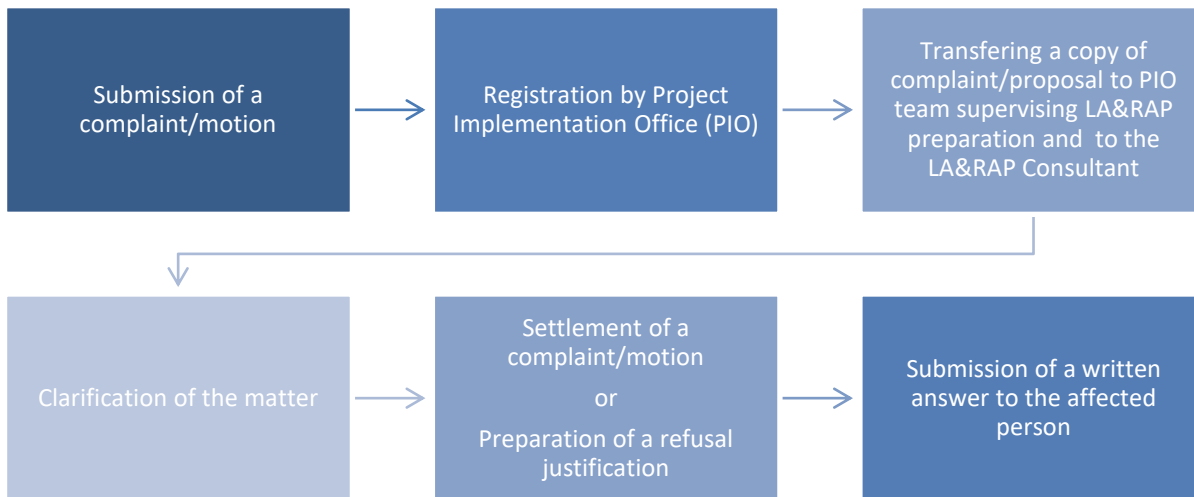 Submission of a
complaint/motion
Registration by Project
Implementation Office (PIO)
Transfering a copy of
complaint/proposal to PIO
team supervising LA&RAP
preparation and to the
LA&RAP Consultant
Clarification of the matter
Settlement of a
complaint/motion
or
Preparation of a refusal
justification
Submission of a written
answer to the affected
person